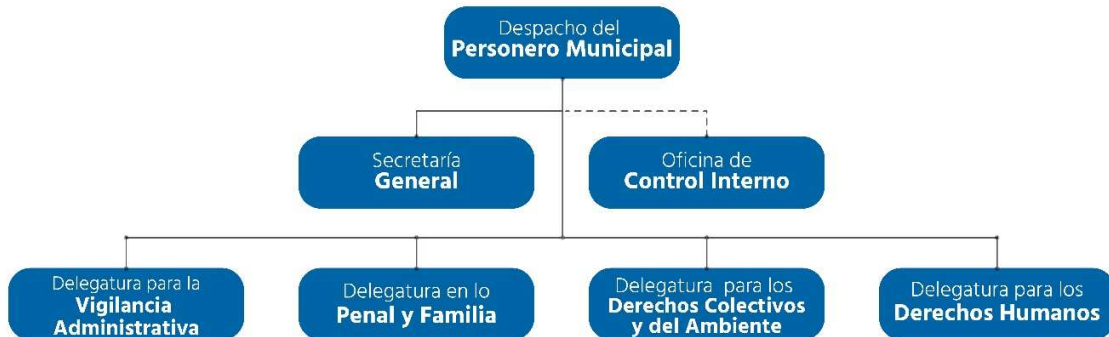 Despacho del
Personero Municipal
Secretaría
General
Oficina de
Control Interno
Delegatura para la
Vigilancia
Administrativa
Delegatura en lo
Penal y Familia
Delegatura para los
Derechos Colectivos
y del Ambiente
Delegatura para los
Derechos Humanos